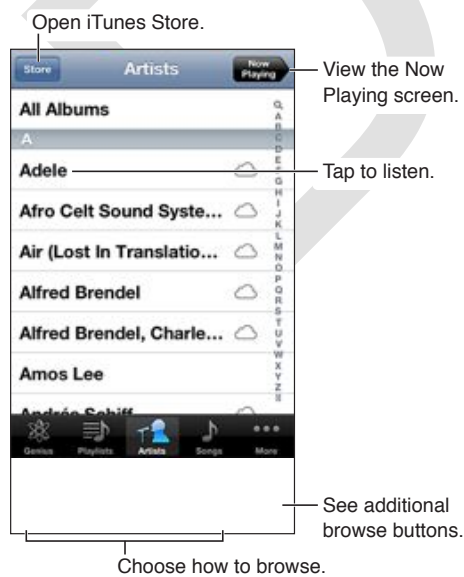 Open iTunes Store.
Store
Artists
Now
Playing
View the Now
Playing screen.
All Albums
A
Adele
Tap to listen.
Afro Celt Sound Syste...
Air (Lost In Translatio...
Alfred Brendel
Alfred Brendel, Charle...
Amos Lee
András Schiff
A
B
C
D
E
F
G
H
I
J
K
L
M
N
O
P
Q
R
S
T
U
V
W
X
Y
Z
#
Genius
Playlists
Artists
Songs
More
See additional
browse buttons.
Choose how to browse.